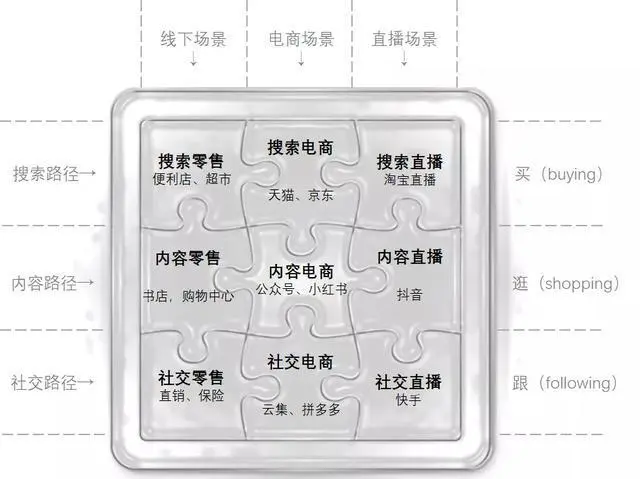 线下场景
电商场景
直播场景
↓
↓
↓
搜索路径→
搜索零售
便利店、超市
搜索电商
天猫、京东
搜索直播
淘宝直播
买（buying)
内容路径→
内容零售
书店，购物中心
内容电商
公众号、小红书
内容直播
抖音
逛（shopping)
社交路径→
社交零售
直销、保险
社交电商
云集、拼多多
社交直播
快手
跟（following)